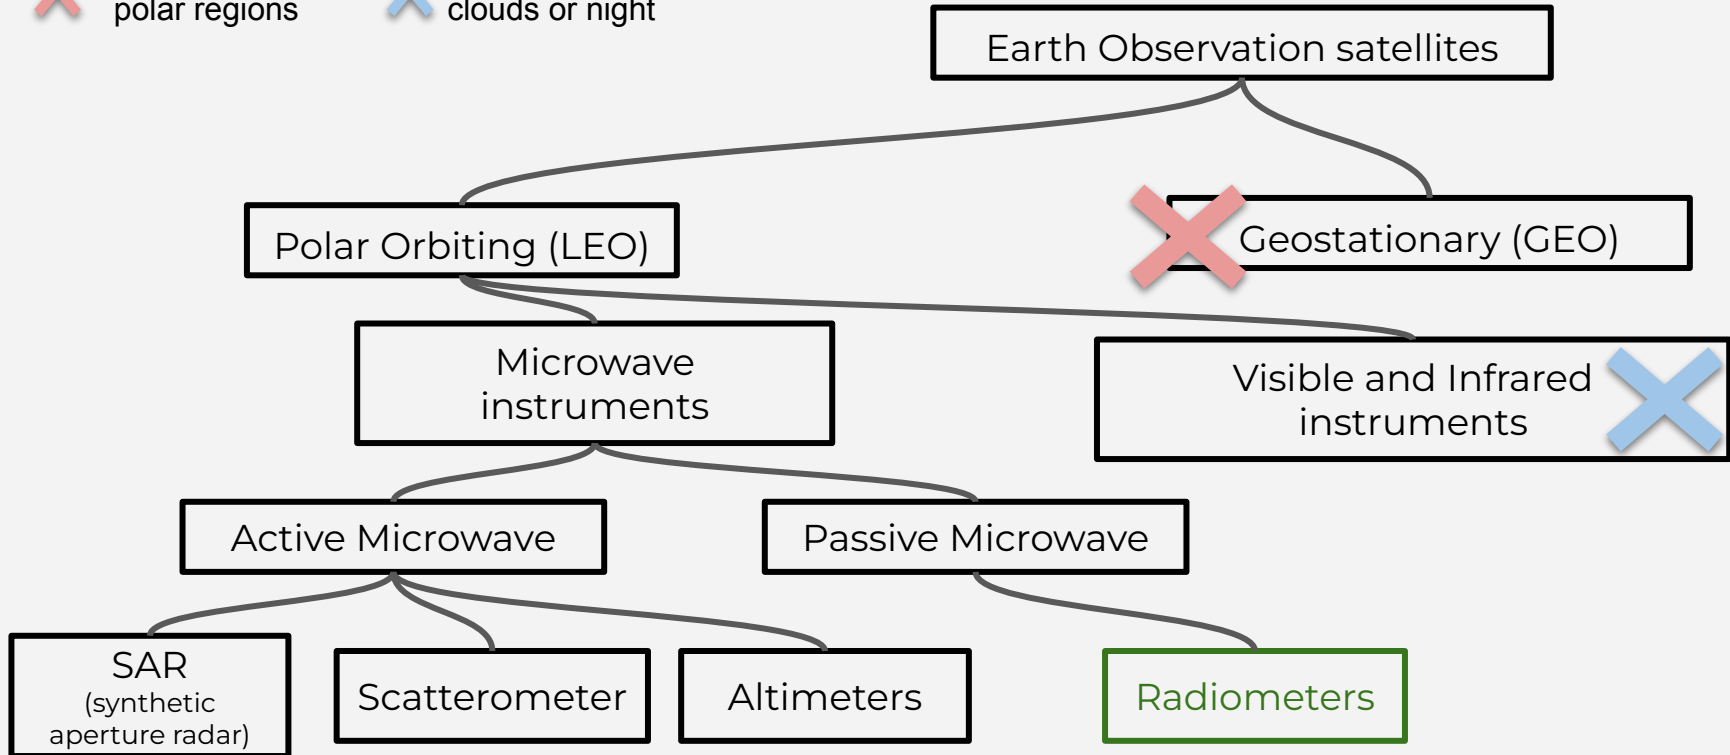 polar regions
clouds or night
Earth Observation satellites
Polar Orbiting (LEO)
Geostationary (GEO)
Microwave
instruments
Visible and Infrared
instruments
Active Microwave
Passive Microwave
SAR
(synthetic
aperture radar)
Scatterometer
Altimeters
Radiometers